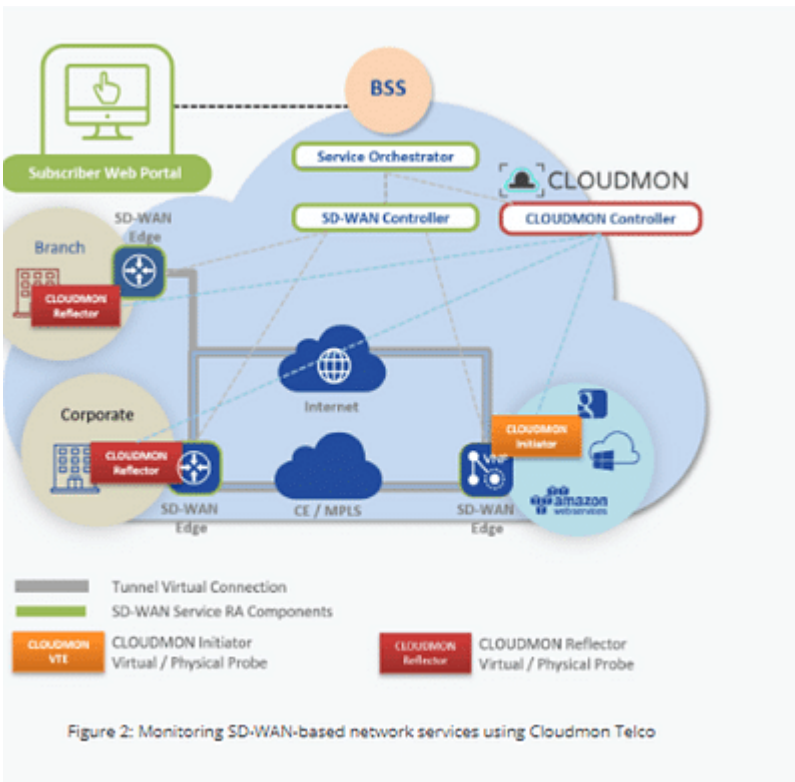 BSS
Subscriber Web Portal
Service Orchestrator
CLOUDMON
SD-WAN Controller
CLOUDMON Controller
SD-WAN
Edge
Branch
CLOUDMON
Reflector
Internet
Corporate
CLOUDMON
Reflector
CLOUDMON
Initiator
VNF
SD-WAN
Edge
CE / MPLS
SD-WAN
Edge
amazon
webservices
Tunnel Virtual Connection
SD-WAN Service RA Components
CLOUDMON
VTE
CLOUDMON Initiator
Virtual / Physical Probe
CLOUDMON
Reflector
CLOUDMON Reflector
Virtual / Physical Probe
Figure 2: Monitoring SD-WAN-based network services using Cloudmon Telco